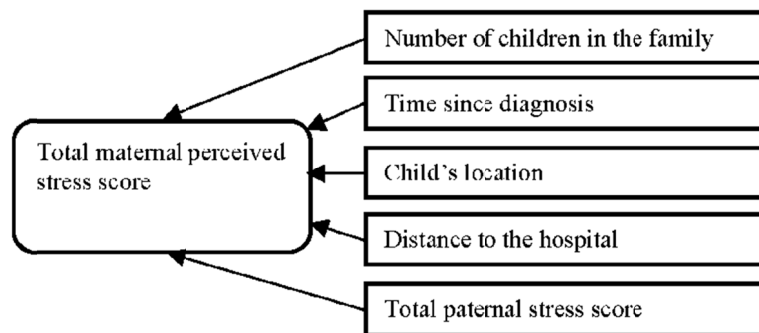 Number of children in the family
Time since diagnosis
Total maternal perceived
stress score
Child's location
Distance to the hospital
Total paternal stress score